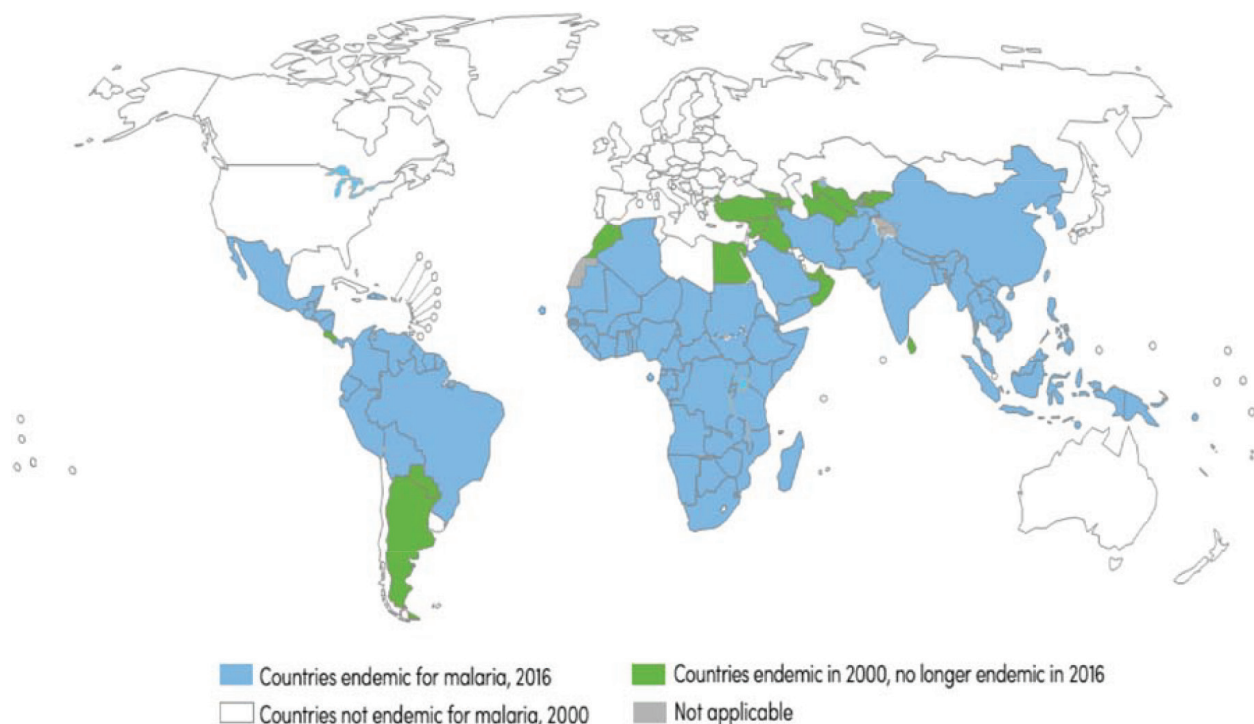 Countries endemic for malaria, 2016
Countries endemic in 2000, no longer endemic in 2016
Countries not endemic for malaria, 2000
Not applicable